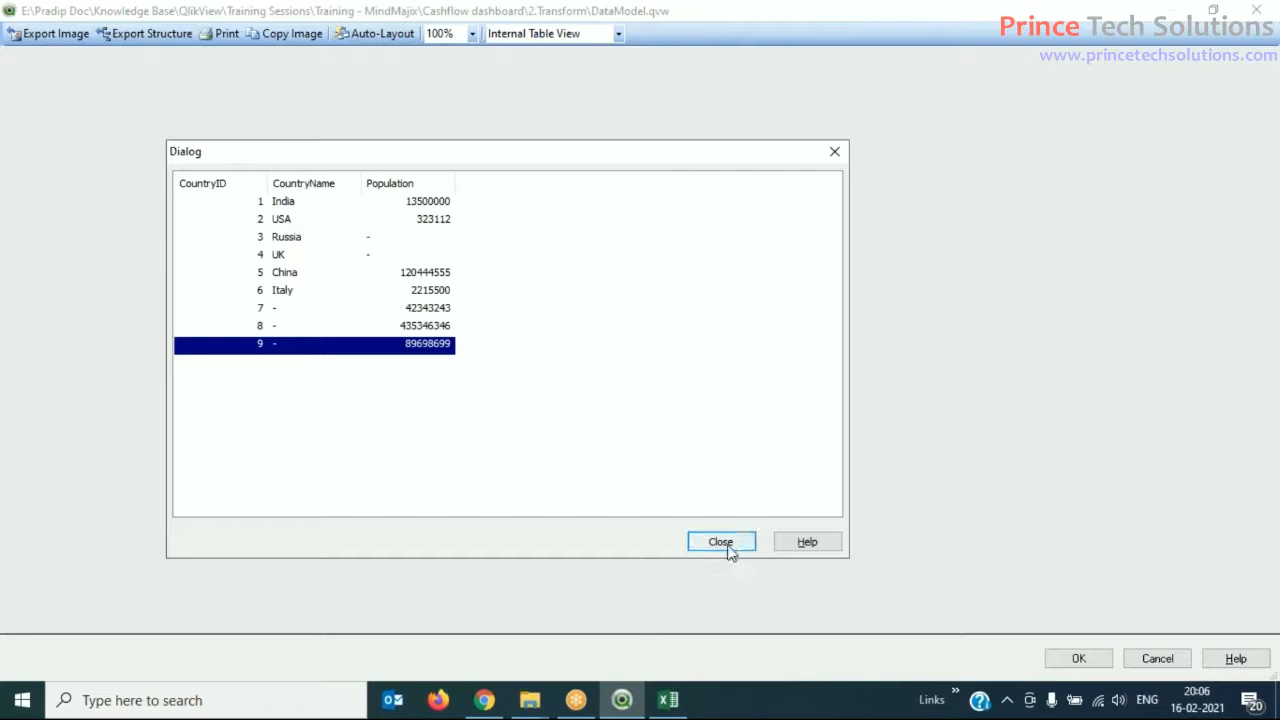 E:\Pradip Doc\Knowledge Base\QlikView\Training Sessions\Training - MindMajix\Cashflow dashboard\2.Transform\DataModel.qvw
Prince Tech Solutions
Export Image Export Structure Print Copy Image Auto-Layout 100% Internal Table View
www.princetechsolutions.com
Dialog
CountryID CountryName Population
1 India 13500000
2 USA 323112
3 Russia -
4 UK -
5 China 120444555
6 Italy 2215500
7 - 42343243
8 - 435346346
9 - 89698699
Close Help
OK Cancel Help
Type here to search
Links » ENG 20:06
16-02-2021 20